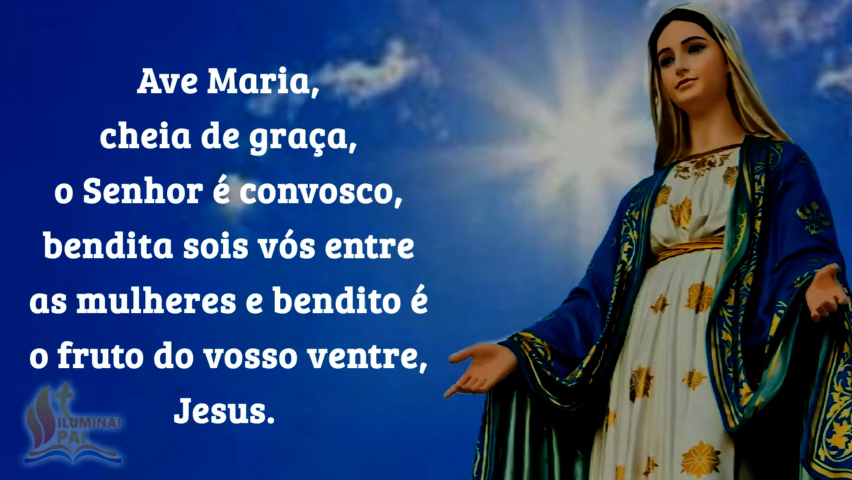 Ave Maria,
cheia de graça,
o Senhor é convosco,
bendita sois vós entre
as mulheres e bendito é
o fruto do vosso ventre,
Jesus.
ILUMINAI
PAI